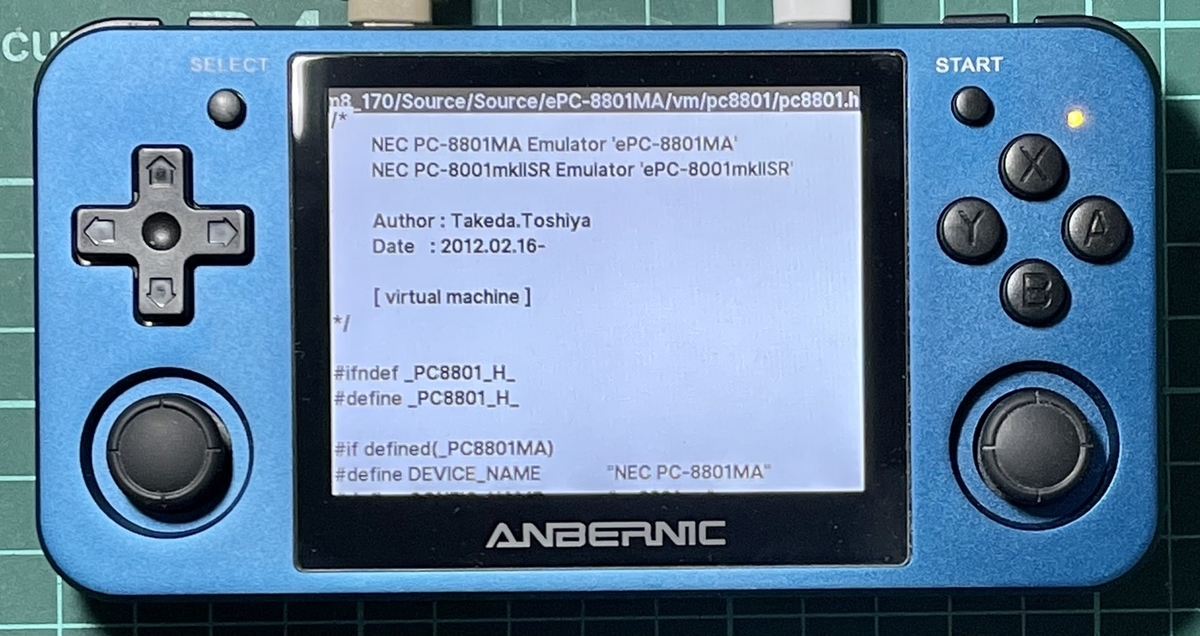 CU
SELECT
START
p8_170/Source/Source/ePC-8801MA/vm/pc8801/pc8801.h
/*
NEC PC-8801MA Emulator 'ePC-8801MA'
NEC PC-8001mkIISR Emulator 'ePC-8001mkIISR'
Author : Takeda.Toshiya
Date : 2012.02.16-
[ virtual machine ]
*/
#ifndef _PC8801_H_
#define _PC8801_H_
#if defined(_PC8801MA)
#define DEVICE_NAME "NEC PC-8801MA"
X
Y
A
B
ANBERNIC